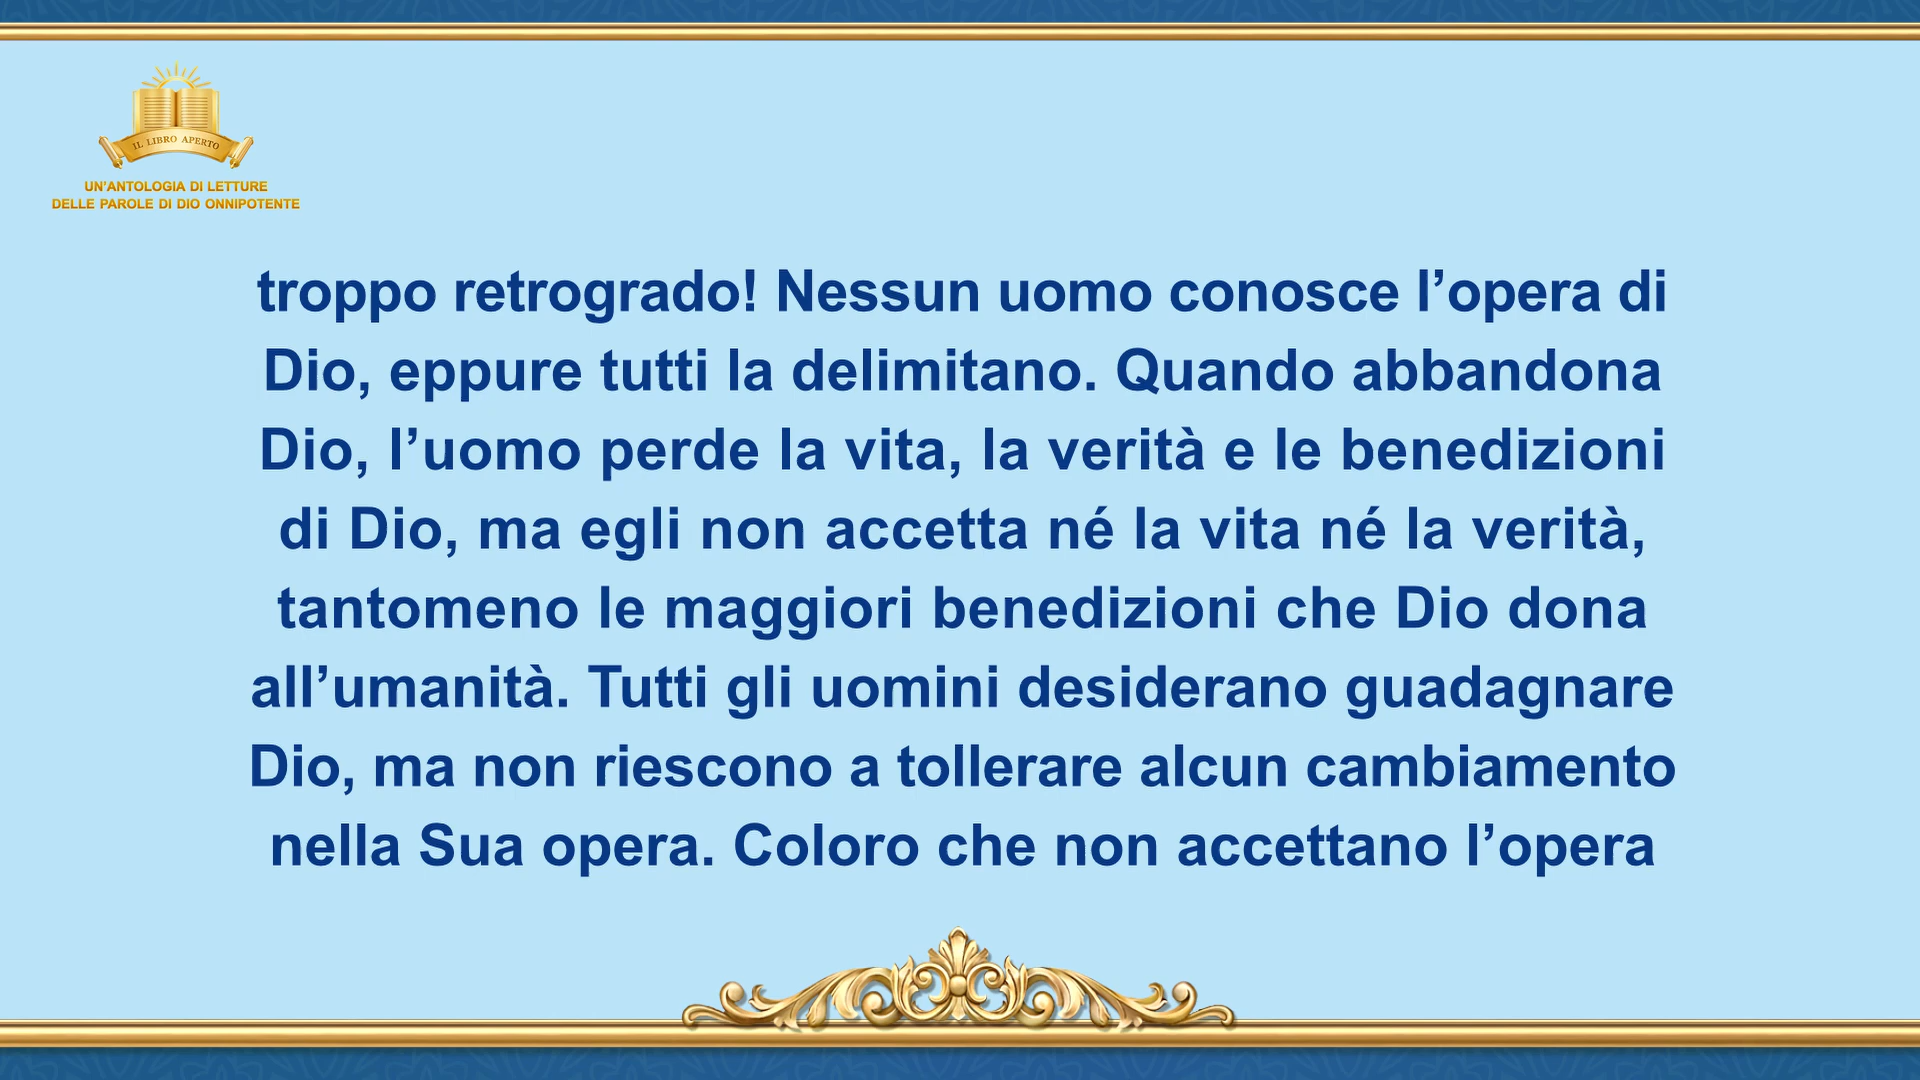 IL LIBRO APERTO
UN’ANTOLOGIA DI LETTURE
DELLE PAROLE DI DIO ONNIPOTENTE
troppo retrogrado! Nessun uomo conosce l’opera di
Dio, eppure tutti la delimitano. Quando abbandona
Dio, l’uomo perde la vita, la verità e le benedizioni
di Dio, ma egli non accetta né la vita né la verità,
tantomeno le maggiori benedizioni che Dio dona
all’umanità. Tutti gli uomini desiderano guadagnare
Dio, ma non riescono a tollerare alcun cambiamento
nella Sua opera. Coloro che non accettano l’opera